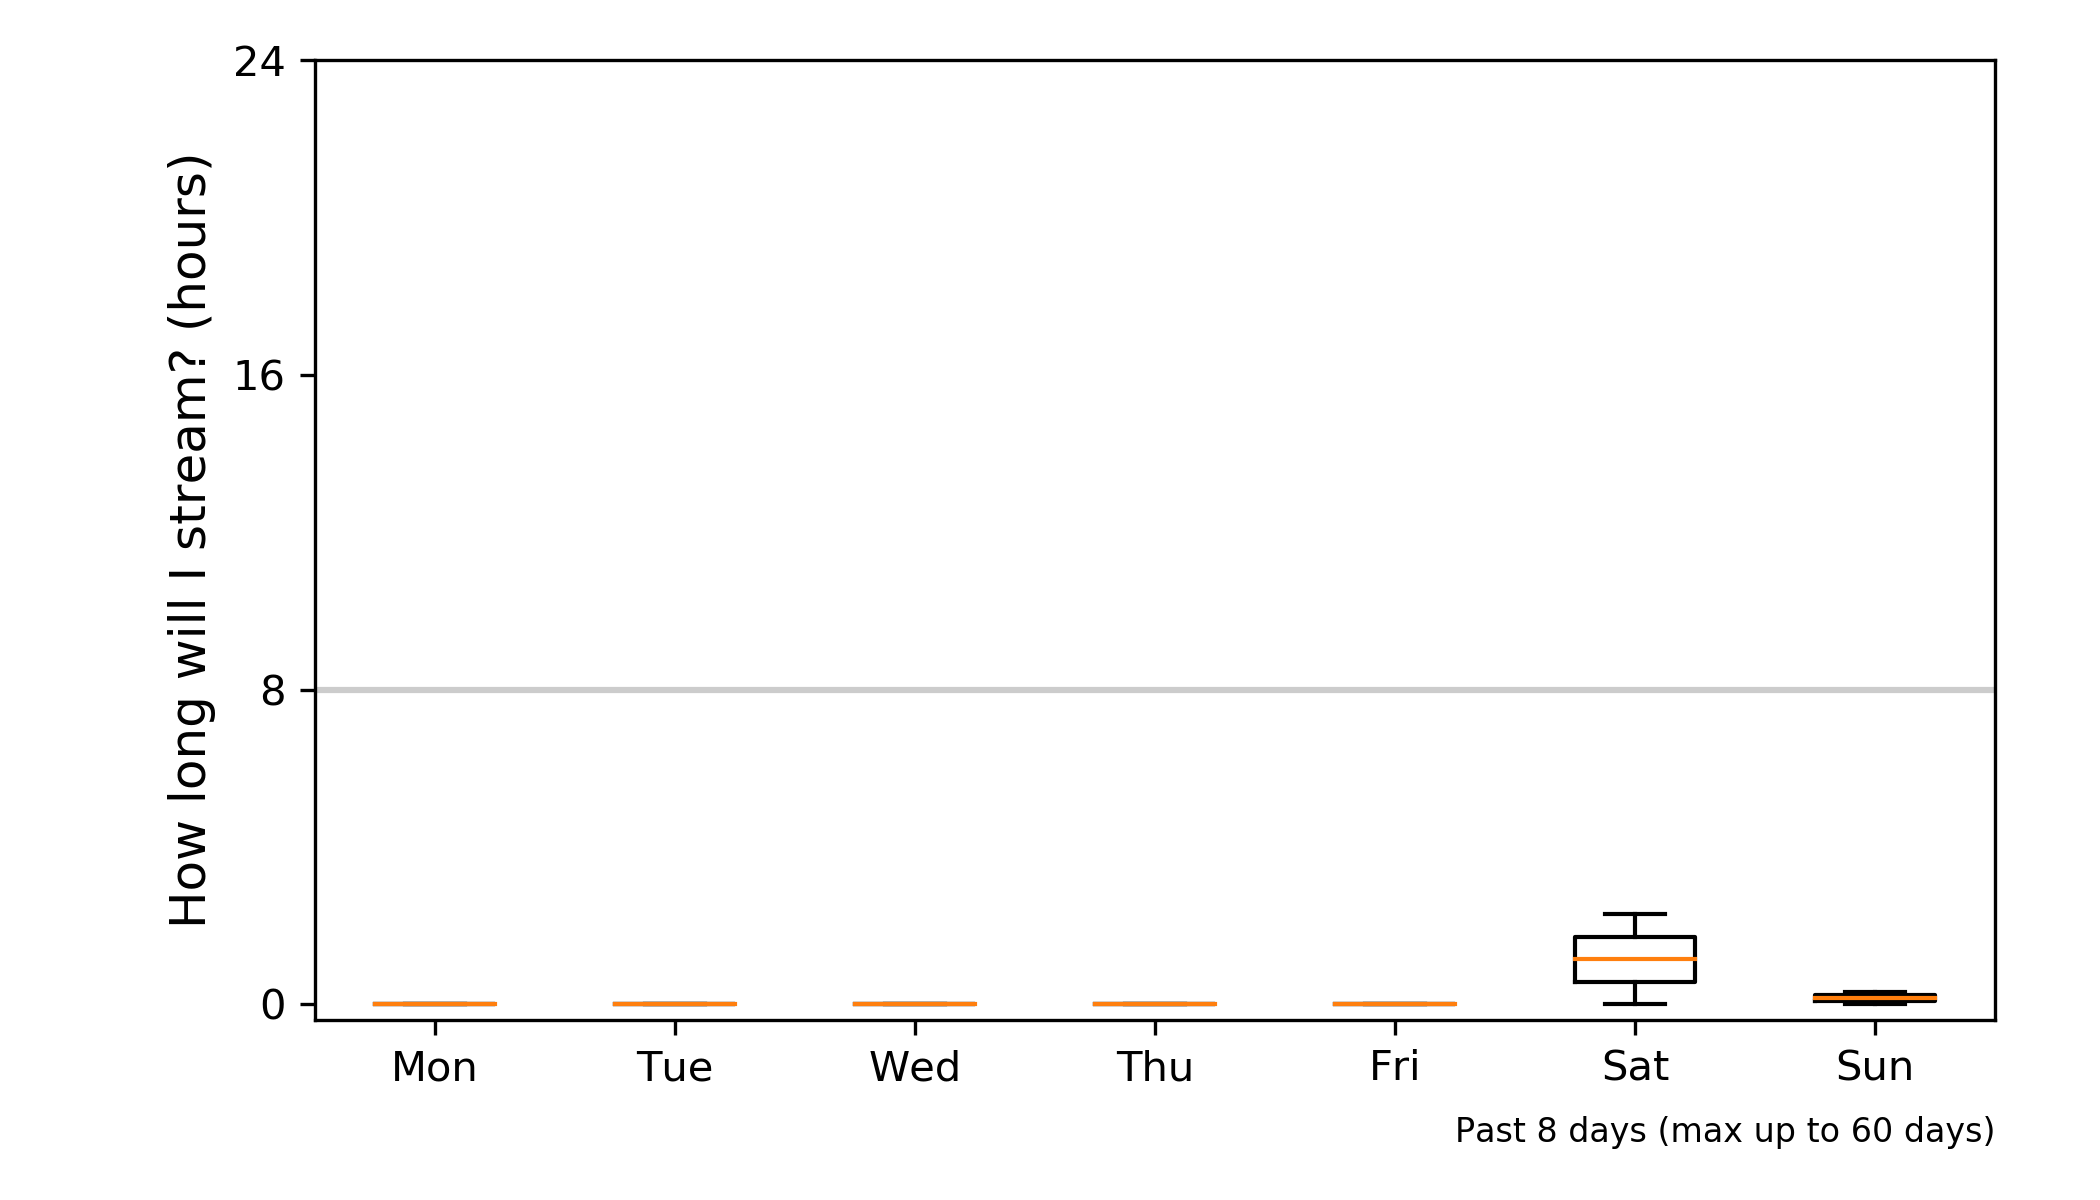 How long will I stream? (hours)
24
16
8
0
Mon Tue Wed Thu Fri Sat Sun
Past 8 days (max up to 60 days)